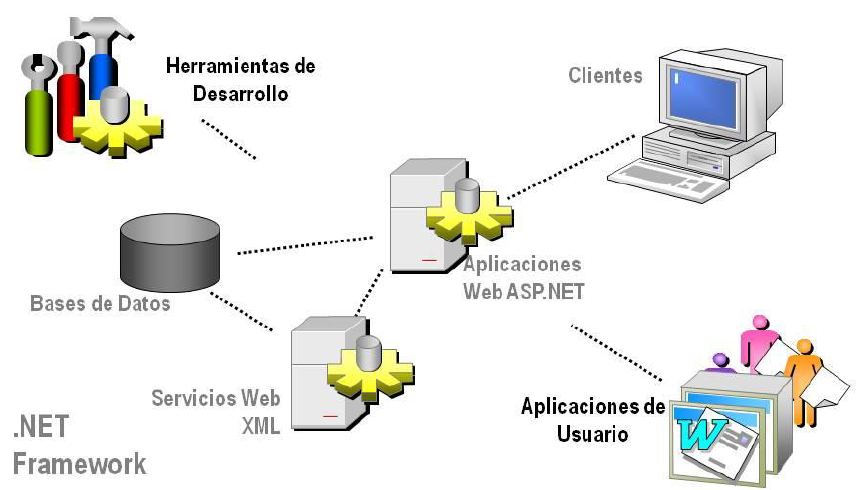 Herramientas de
Desarrollo
Clientes
Aplicaciones
Web ASP.NET
Bases de Datos
Servicios Web
XML
Aplicaciones de
Usuario
W
.NET
Framework